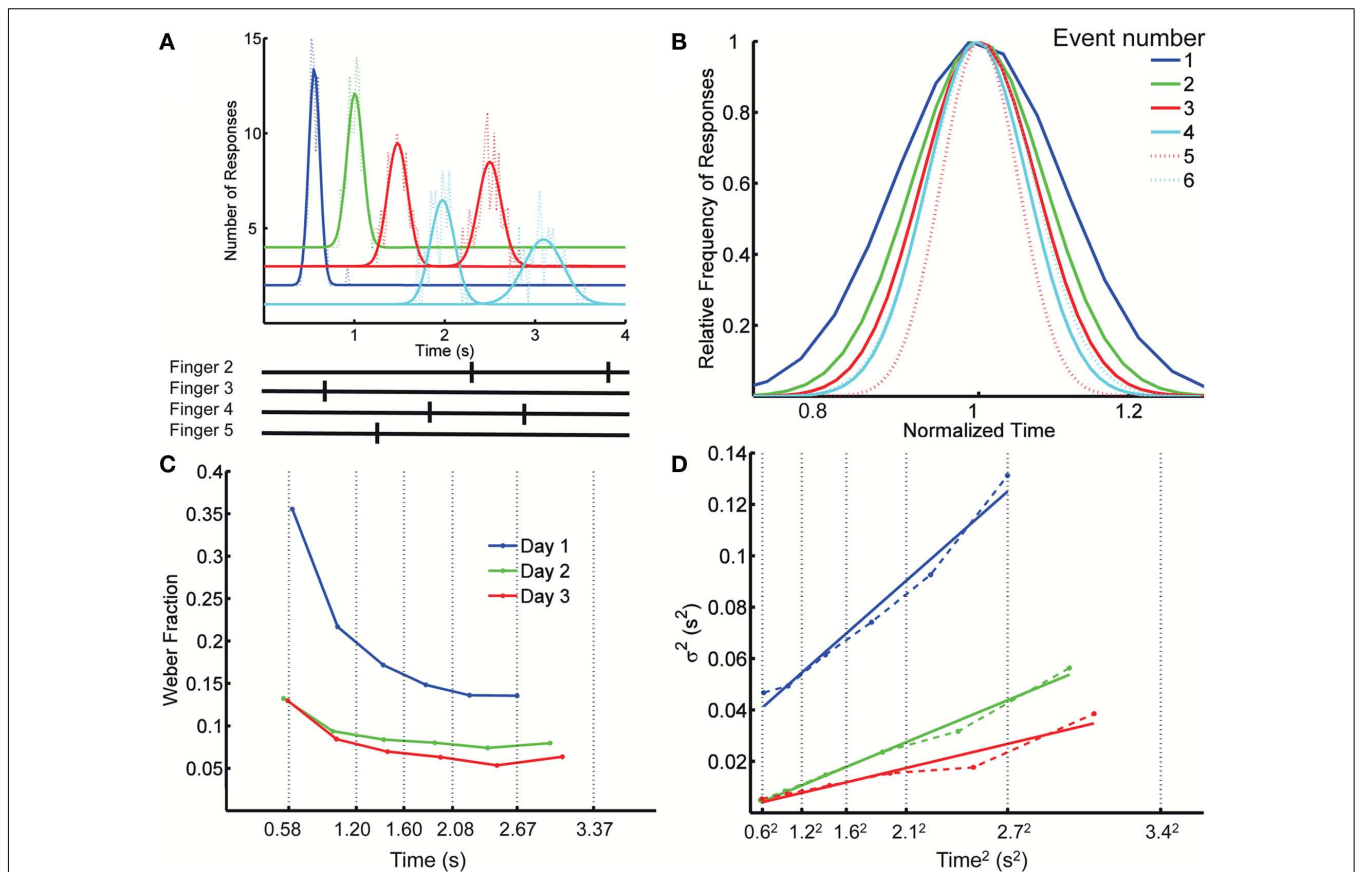 A
15
10
5
Number of Responses
1
2
3
4
Time (s)
Finger 2
Finger 3
Finger 4
Finger 5
B
Event number
1
2
3
4
5
6
1
0.8
0.6
0.4
0.2
Relative Frequency of Responses
0.8
1
1.2
Normalized Time
C
0.4
0.35
0.3
0.25
0.2
0.15
0.1
0.05
Weber Fraction
Day 1
Day 2
Day 3
0.58
1.20
1.60
2.08
2.67
3.37
Time (s)
D
0.14
0.12
0.1
0.08
0.06
0.04
0.02
σ² (s²)
0.6²
1.2²
1.6²
2.1²
2.7²
3.4²
Time² (s²)